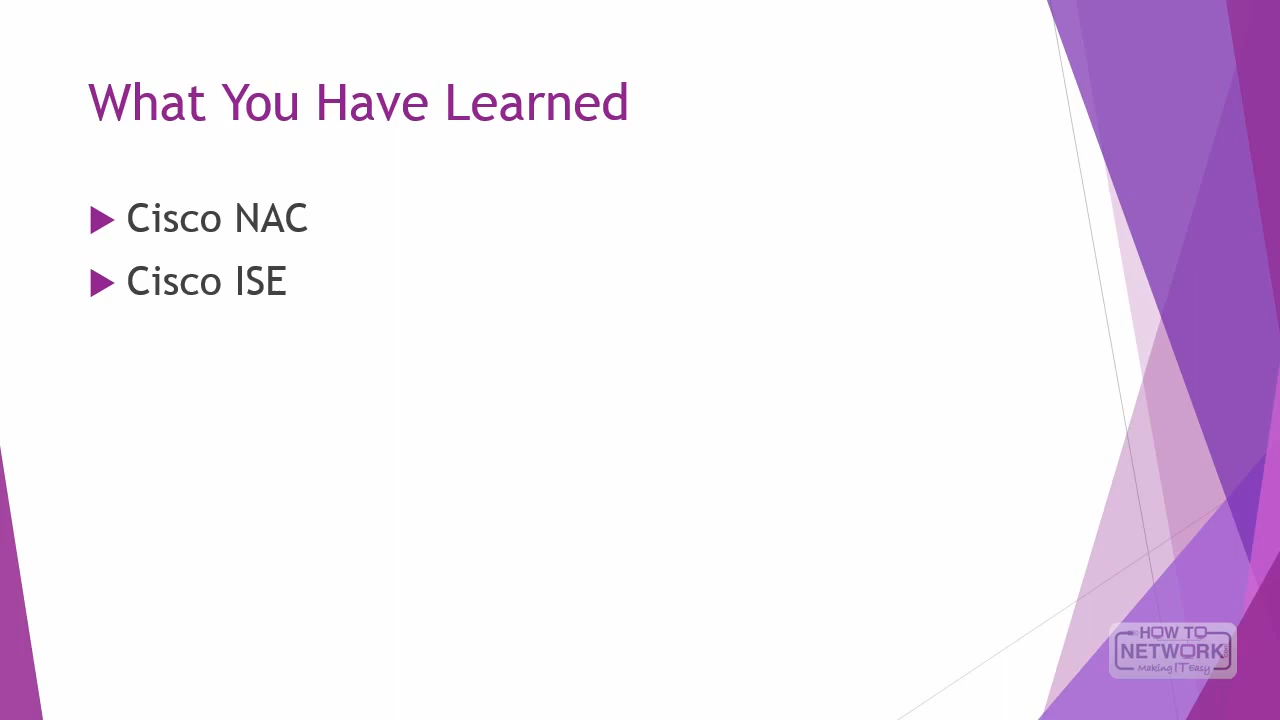 What You Have Learned
Cisco NAC
Cisco ISE
HOW TO
NETWORK
Making IT Easy